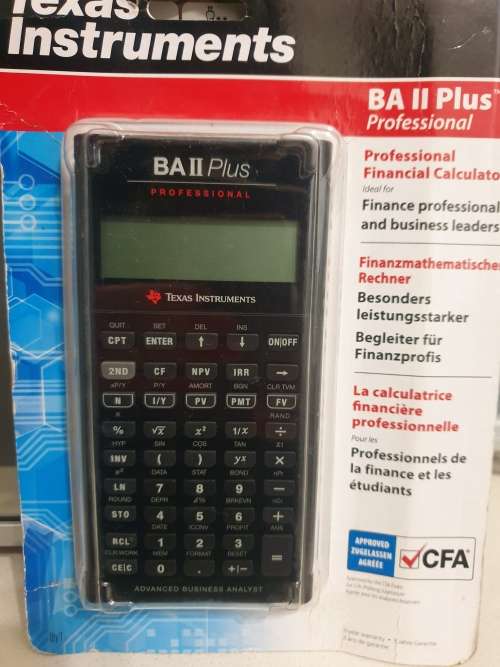 Texas
Instruments
BA II Plus™
Professional
Professional
Financial Calculato
Ideal for
Finance professional
and business leaders
Finanzmathematische
Rechner
Besonders
leistungsstarker
Begleiter für
Finanzprofis
La calculatrice
financière
professionnelle
Pour les
Professionnels de
la finance et les
étudiants
APPROVED
ZUGELASSEN
AGRÉÉE
CFA
BA II Plus
PROFESSIONAL
TEXAS INSTRUMENTS
QUIT SET DEL INS
CPT ENTER ↑ ↓ ON|OFF
2ND CF NPV IRR →
xP/Y P/Y AMORT BGN CLR TVM
N I/Y PV PMT FV
K RAND
% √x x² 1/x ÷
HYP SIN COS TAN x!
INV ( ) yˣ ×
eˣ DATA STAT BOND nPr
LN 7 8 9 −
ROUND DEPR Δ% BRKEVN nCr
STO 4 5 6 +
DATE ICONV PROFIT ANS
RCL 1 2 3 =
CLR WORK MEM FORMAT RESET
CE|C 0 . +|−
ADVANCED BUSINESS ANALYST